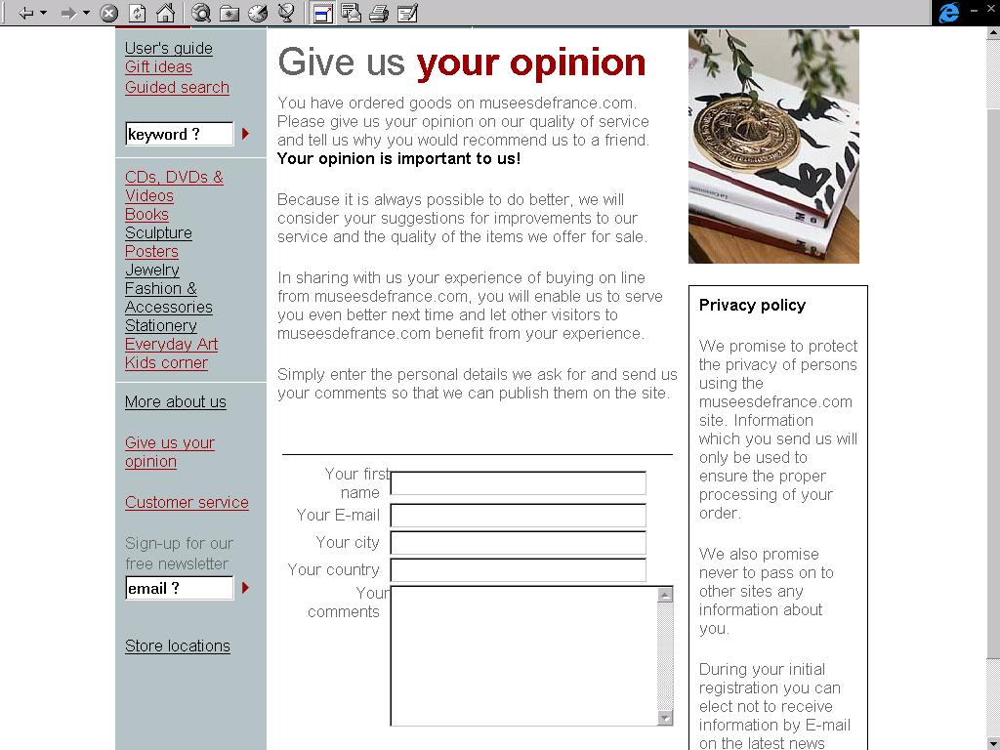 User's guide
Gift ideas
Guided search
keyword ?
CDs, DVDs &
Videos
Books
Sculpture
Posters
Jewelry
Fashion &
Accessories
Stationery
Everyday Art
Kids corner
More about us
Give us your
opinion
Customer service
Sign-up for our
free newsletter
email ?
Store locations
Give us your opinion
You have ordered goods on museesdefrance.com.
Please give us your opinion on our quality of service
and tell us why you would recommend us to a friend.
Your opinion is important to us!
Because it is always possible to do better, we will
consider your suggestions for improvements to our
service and the quality of the items we offer for sale.
In sharing with us your experience of buying on line
from museesdefrance.com, you will enable us to serve
you even better next time and let other visitors to
museesdefrance.com benefit from your experience.
Simply enter the personal details we ask for and send us
your comments so that we can publish them on the site.
Your first
name
Your E-mail
Your city
Your country
Your
comments
Privacy policy
We promise to protect
the privacy of persons
using the
museesdefrance.com
site. Information
which you send us will
only be used to
ensure the proper
processing of your
order.
We also promise
never to pass on to
other sites any
information about
you.
During your initial
registration you can
elect not to receive
information by E-mail
on the latest news